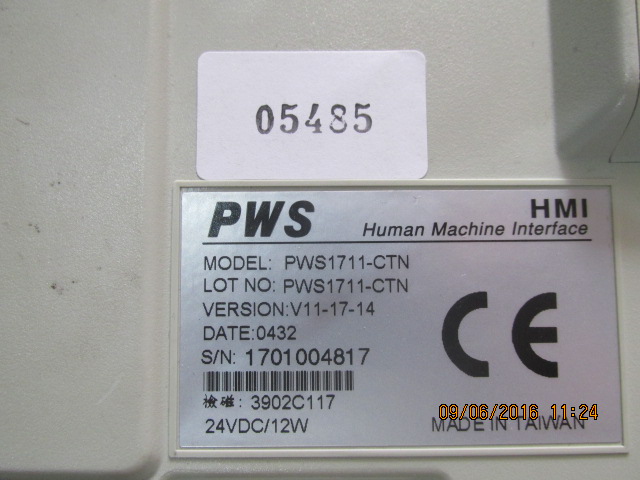 05485
PWS
HMI
Human Machine Interface
MODEL: PWS1711-CTN
LOT NO: PWS1711-CTN
VERSION:V11-17-14
DATE:0432
S/N: 1701004817
檢磁: 3902C117
24VDC/12W
CE
MADE IN TAIWAN
09/06/2016 11:24